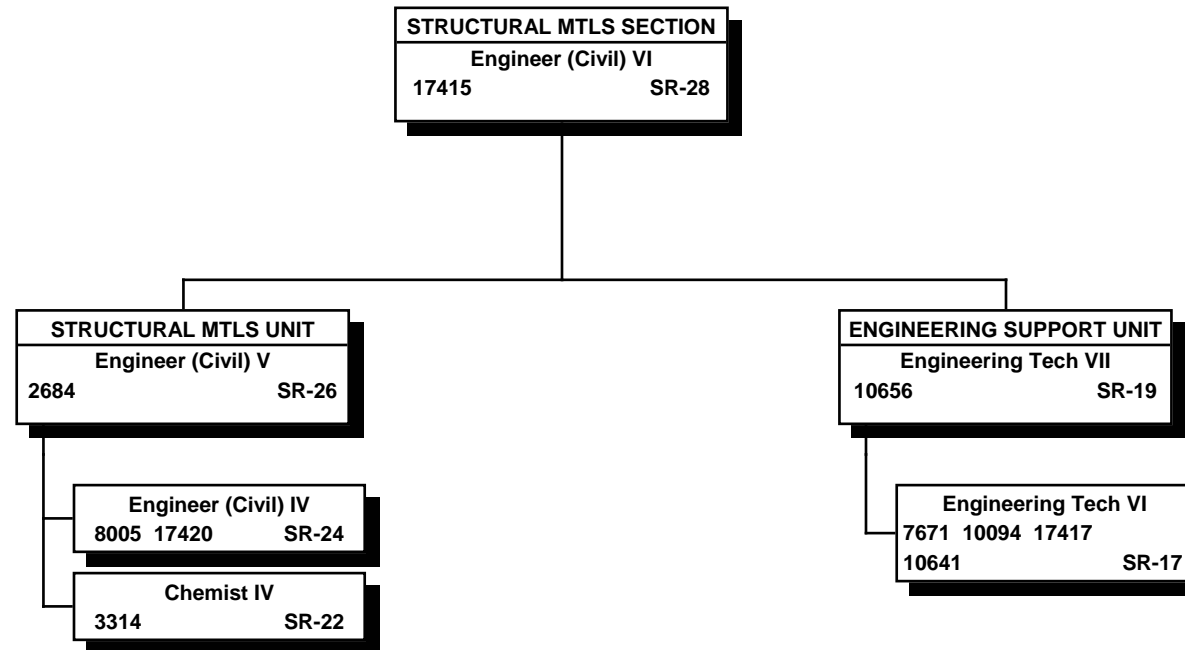 STRUCTURAL MTLS SECTION
Engineer (Civil) VI
17415 SR-28
STRUCTURAL MTLS UNIT
Engineer (Civil) V
2684 SR-26
Engineer (Civil) IV
8005 17420 SR-24
Chemist IV
3314 SR-22
ENGINEERING SUPPORT UNIT
Engineering Tech VII
10656 SR-19
Engineering Tech VI
7671 10094 17417
10641 SR-17